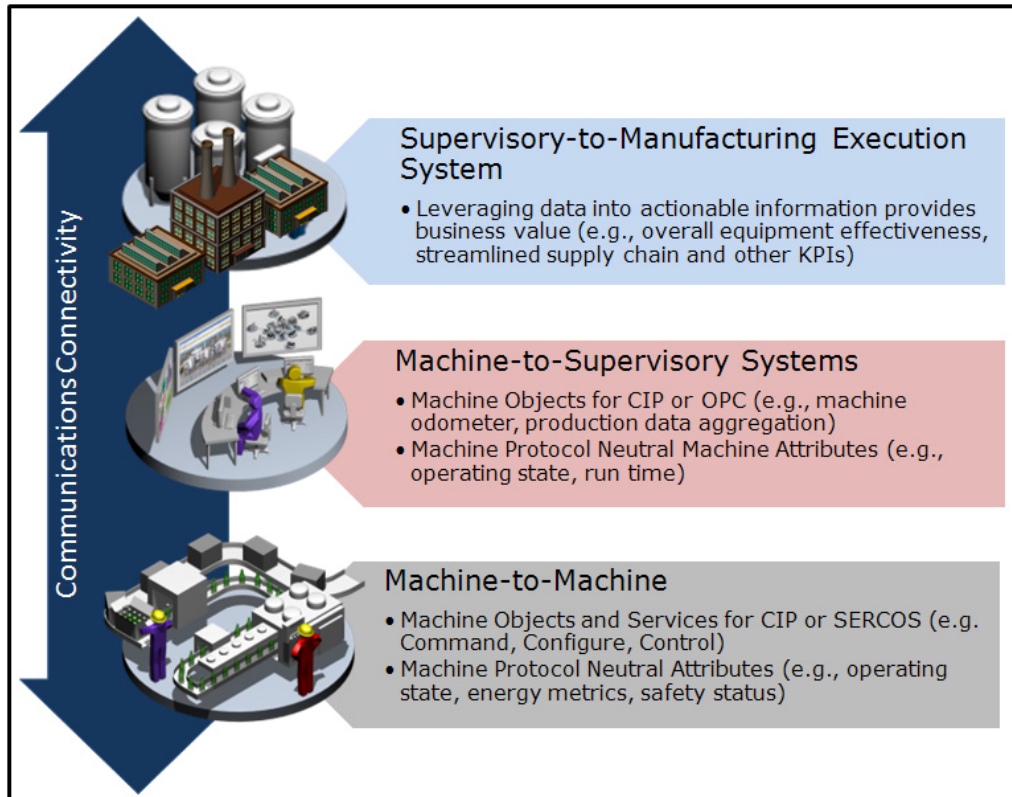 Communications Connectivity
Supervisory-to-Manufacturing Execution
System
• Leveraging data into actionable information provides
business value (e.g., overall equipment effectiveness,
streamlined supply chain and other KPIs)
Machine-to-Supervisory Systems
• Machine Objects for CIP or OPC (e.g., machine
odometer, production data aggregation)
• Machine Protocol Neutral Machine Attributes (e.g.,
operating state, run time)
Machine-to-Machine
• Machine Objects and Services for CIP or SERCOS (e.g.
Command, Configure, Control)
• Machine Protocol Neutral Attributes (e.g., operating
state, energy metrics, safety status)